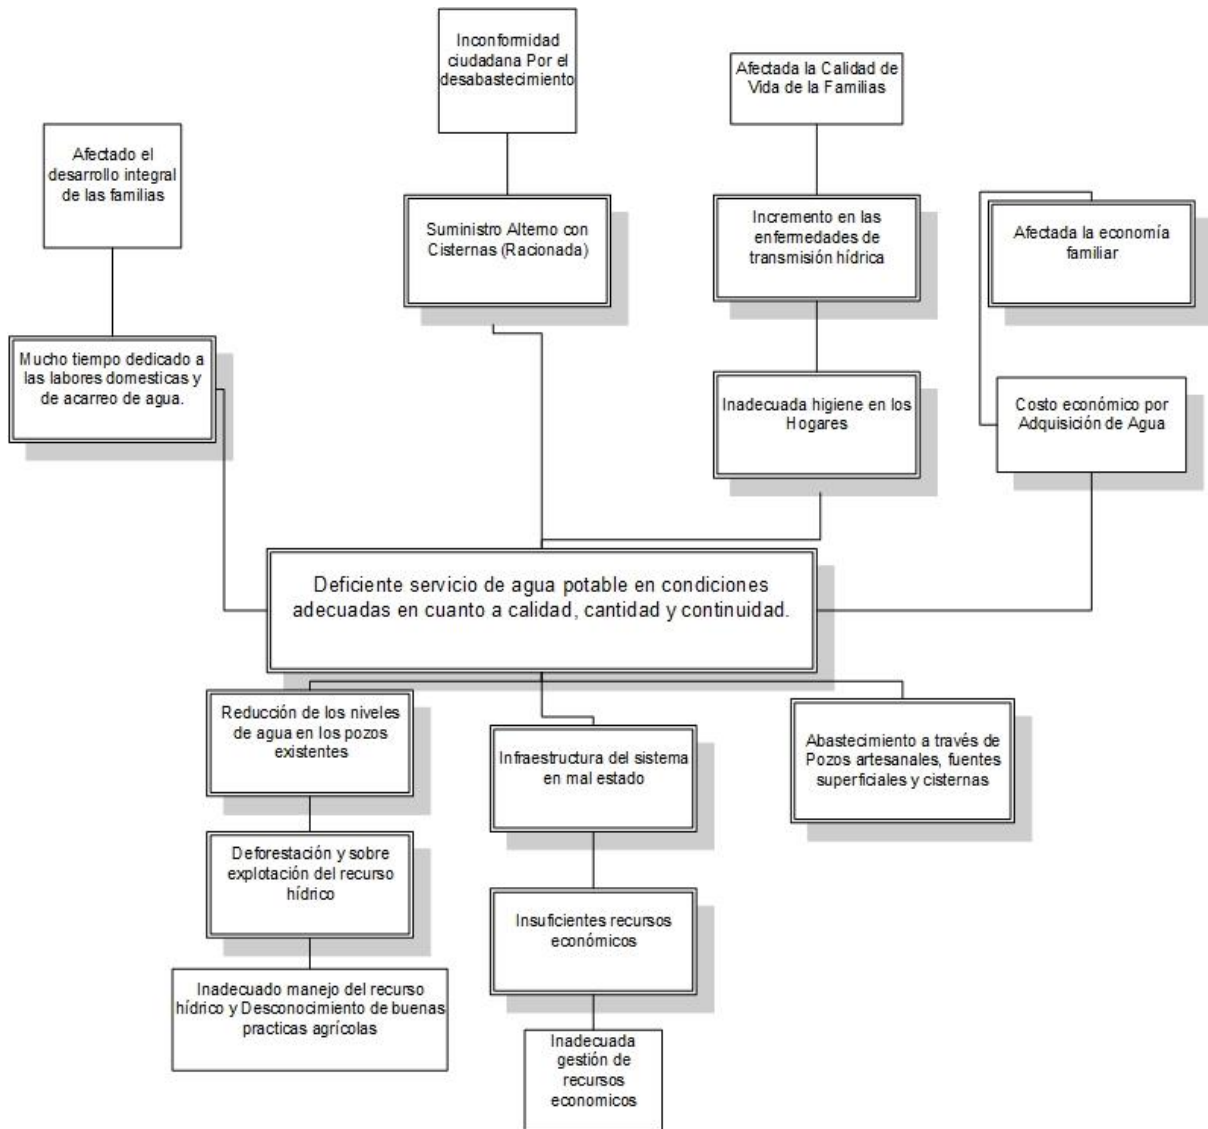 Inconformidad
ciudadana Por el
desabastecimiento
Afectada la Calidad de
Vida de la Familias
Afectado el
desarrollo integral
de las familias
Suministro Alterno con
Cisternas (Racionada)
Incremento en las
enfermedades de
transmisión hídrica
Afectada la economía
familiar
Mucho tiempo dedicado a
las labores domesticas y
de acarreo de agua.
Inadecuada higiene en los
Hogares
Costo económico por
Adquisición de Agua
Deficiente servicio de agua potable en condiciones
adecuadas en cuanto a calidad, cantidad y continuidad.
Reducción de los niveles
de agua en los pozos
existentes
Infraestructura del sistema
en mal estado
Abastecimiento a través de
Pozos artesanales, fuentes
superficiales y cisternas
Deforestación y sobre
explotación del recurso
hídrico
Insuficientes recursos
económicos
Inadecuado manejo del recurso
hídrico y Desconocimiento de buenas
practicas agrícolas
Inadecuada
gestión de
recursos
economicos